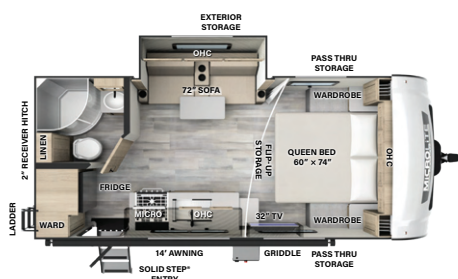 EXTERIOR
STORAGE
OHC
72" SOFA
PASS THRU
STORAGE
WARDROBE
2" RECEIVER HITCH
LINEN
FLIP-UP
STORAGE
QUEEN BED
60" × 74"
OHC
MICROLITE
FRIDGE
MICRO
OHC
32" TV
WARDROBE
LADDER
WARD
14' AWNING
GRIDDLE
PASS THRU
STORAGE
SOLID STEP®
ENTRY